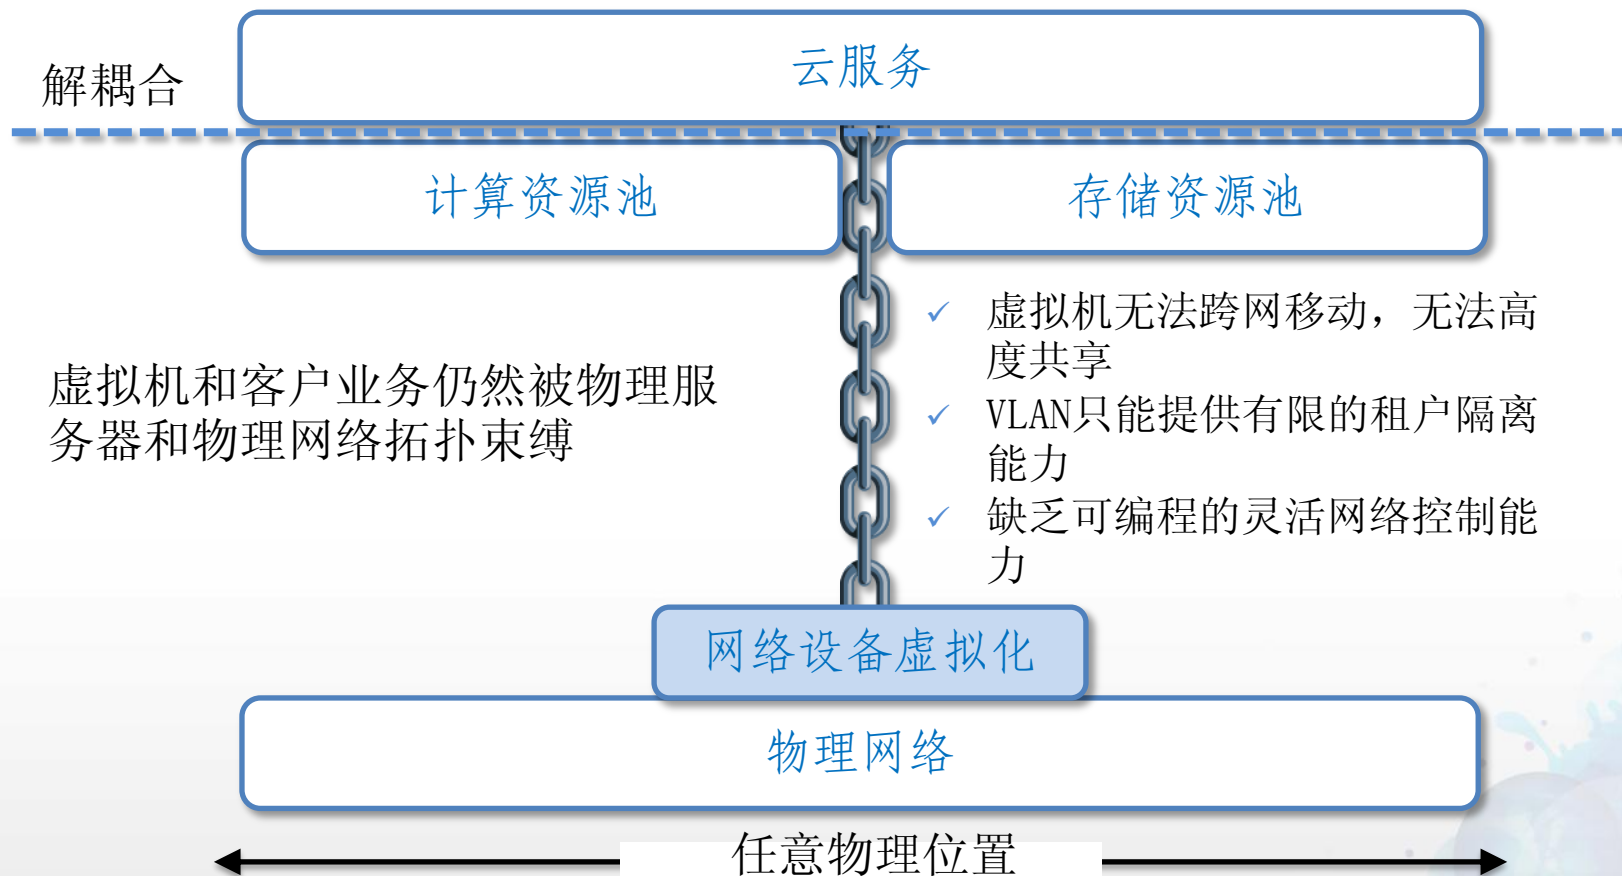 云服务
解耦合
计算资源池
存储资源池
虚拟机和客户业务仍然被物理服
务器和物理网络拓扑束缚
虚拟机无法跨网移动，无法高
度共享
VLAN只能提供有限的租户隔离
能力
缺乏可编程的灵活网络控制能
力
网络设备虚拟化
物理网络
任意物理位置